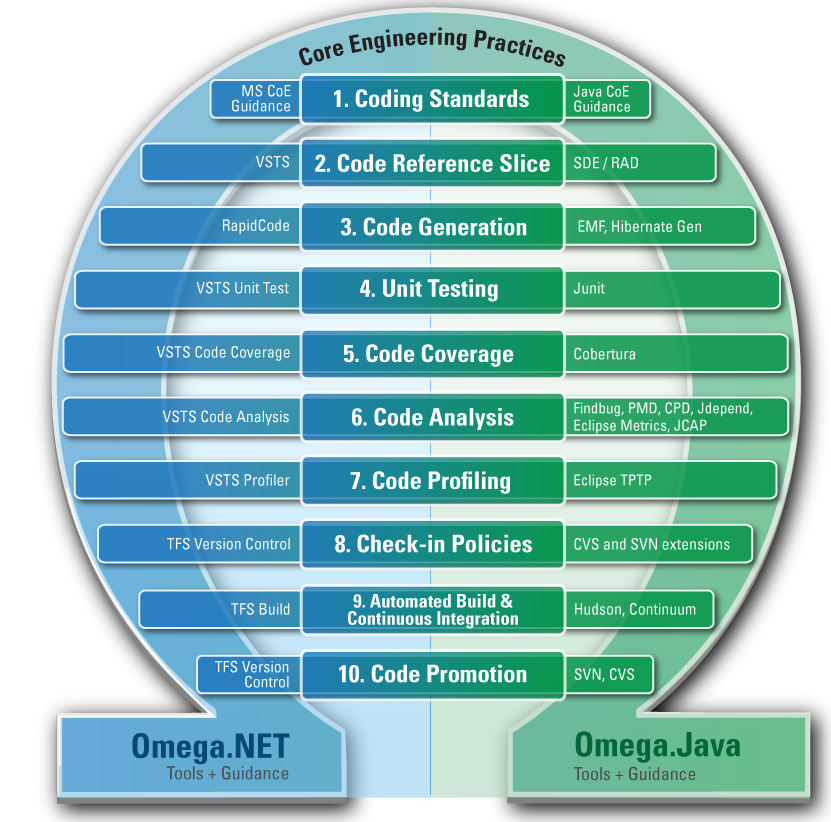 Core Engineering Practices
MS CoE
Guidance
1. Coding Standards
Java CoE
Guidance
VSTS
2. Code Reference Slice
SDE / RAD
RapidCode
3. Code Generation
EMF, Hibernate Gen
VSTS Unit Test
4. Unit Testing
Junit
VSTS Code Coverage
5. Code Coverage
Cobertura
VSTS Code Analysis
6. Code Analysis
Findbug, PMD, CPD, Jdepend,
Eclipse Metrics, JCAP
VSTS Profiler
7. Code Profiling
Eclipse TPTP
TFS Version Control
8. Check-in Policies
CVS and SVN extensions
TFS Build
9. Automated Build &
Continuous Integration
Hudson, Continuum
TFS Version
Control
10. Code Promotion
SVN, CVS
Omega.NET
Tools + Guidance
Omega.Java
Tools + Guidance